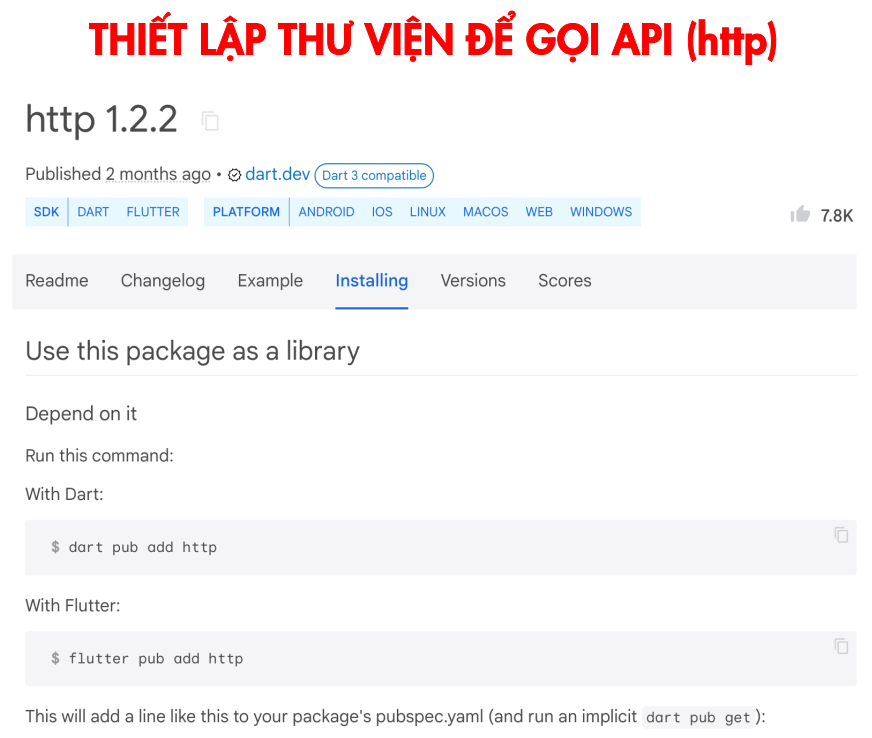 THIẾT LẬP THƯ VIỆN ĐỂ GỌI API (http)
http 1.2.2
Published 2 months ago • dart.dev Dart 3 compatible
SDK DART FLUTTER PLATFORM ANDROID IOS LINUX MACOS WEB WINDOWS 7.8K
Readme Changelog Example Installing Versions Scores
Use this package as a library
Depend on it
Run this command:
With Dart:
$ dart pub add http
With Flutter:
$ flutter pub add http
This will add a line like this to your package's pubspec.yaml (and run an implicit dart pub get):